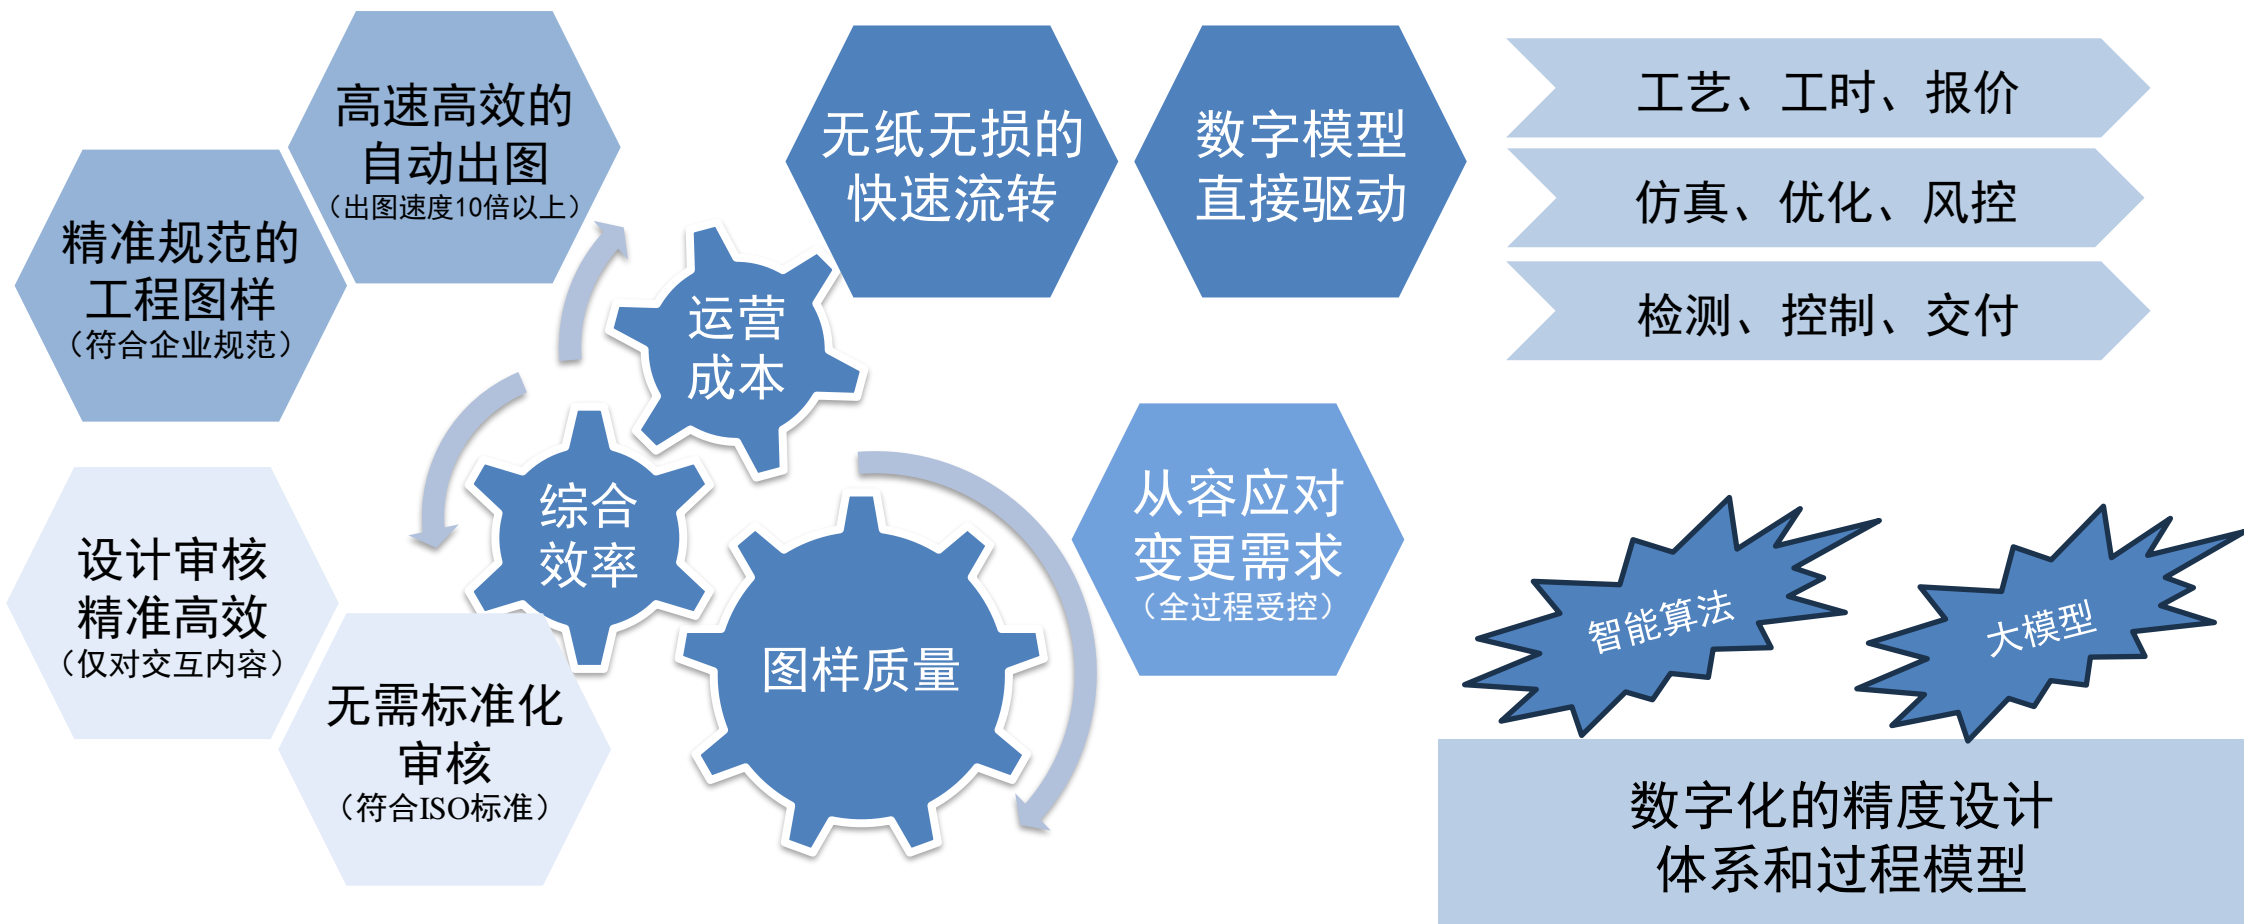 高速高效的
自动出图
（出图速度10倍以上）
精准规范的
工程图样
（符合企业规范）
无纸无损的
快速流转
数字模型
直接驱动
工艺、工时、报价
仿真、优化、风控
检测、控制、交付
运营
成本
综合
效率
图样质量
从容应对
变更需求
（全过程受控）
设计审核
精准高效
（仅对交互内容）
无需标准化
审核
（符合ISO标准）
智能算法
大模型
数字化的精度设计
体系和过程模型